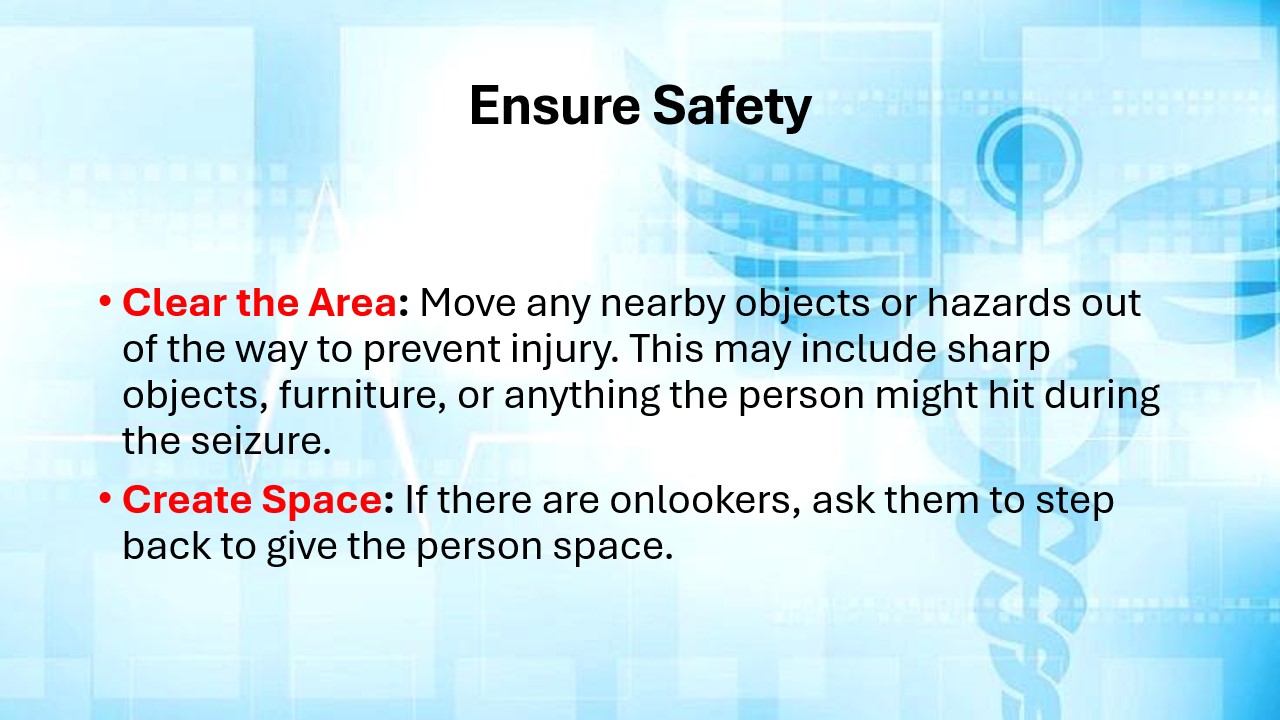 Ensure Safety
• Clear the Area: Move any nearby objects or hazards out
of the way to prevent injury. This may include sharp
objects, furniture, or anything the person might hit during
the seizure.
• Create Space: If there are onlookers, ask them to step
back to give the person space.